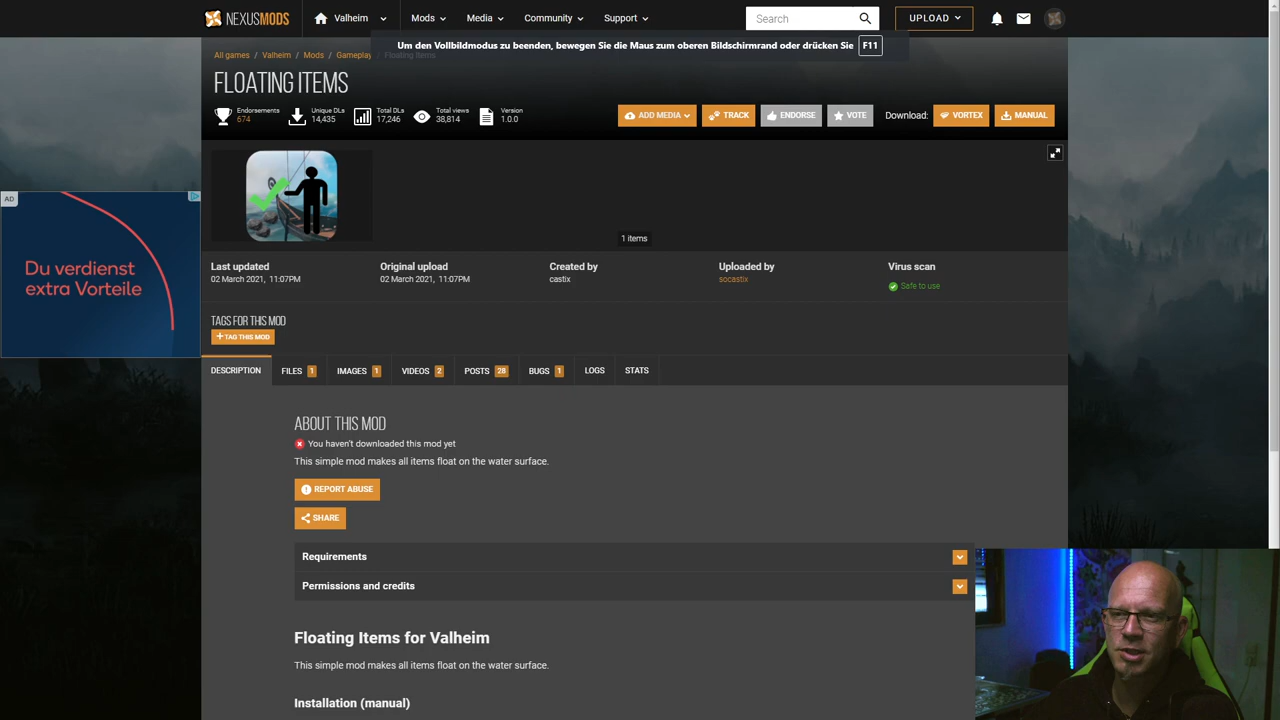 NEXUSMODS
Valheim
Mods
Media
Community
Support
Search
UPLOAD
Um den Vollbildmodus zu beenden, bewegen Sie die Maus zum oberen Bildschirmrand oder drücken Sie F11
All games
Valheim
Mods
Gameplay
Floating Items
FLOATING ITEMS
Endorsements
674
Unique DLs
14,435
Total DLs
17,246
Total views
38,814
Version
1.0.0
ADD MEDIA
TRACK
ENDORSE
VOTE
Download:
VORTEX
MANUAL
1 items
AD
Du verdienst
extra Vorteile
Last updated
02 March 2021, 11:07PM
Original upload
02 March 2021, 11:07PM
Created by
castix
Uploaded by
socastix
Virus scan
Safe to use
TAGS FOR THIS MOD
+ TAG THIS MOD
DESCRIPTION
FILES 1
IMAGES 1
VIDEOS 2
POSTS 28
BUGS 1
LOGS
STATS
ABOUT THIS MOD
You haven't downloaded this mod yet
This simple mod makes all items float on the water surface.
REPORT ABUSE
SHARE
Requirements
Permissions and credits
Floating Items for Valheim
This simple mod makes all items float on the water surface.
Installation (manual)